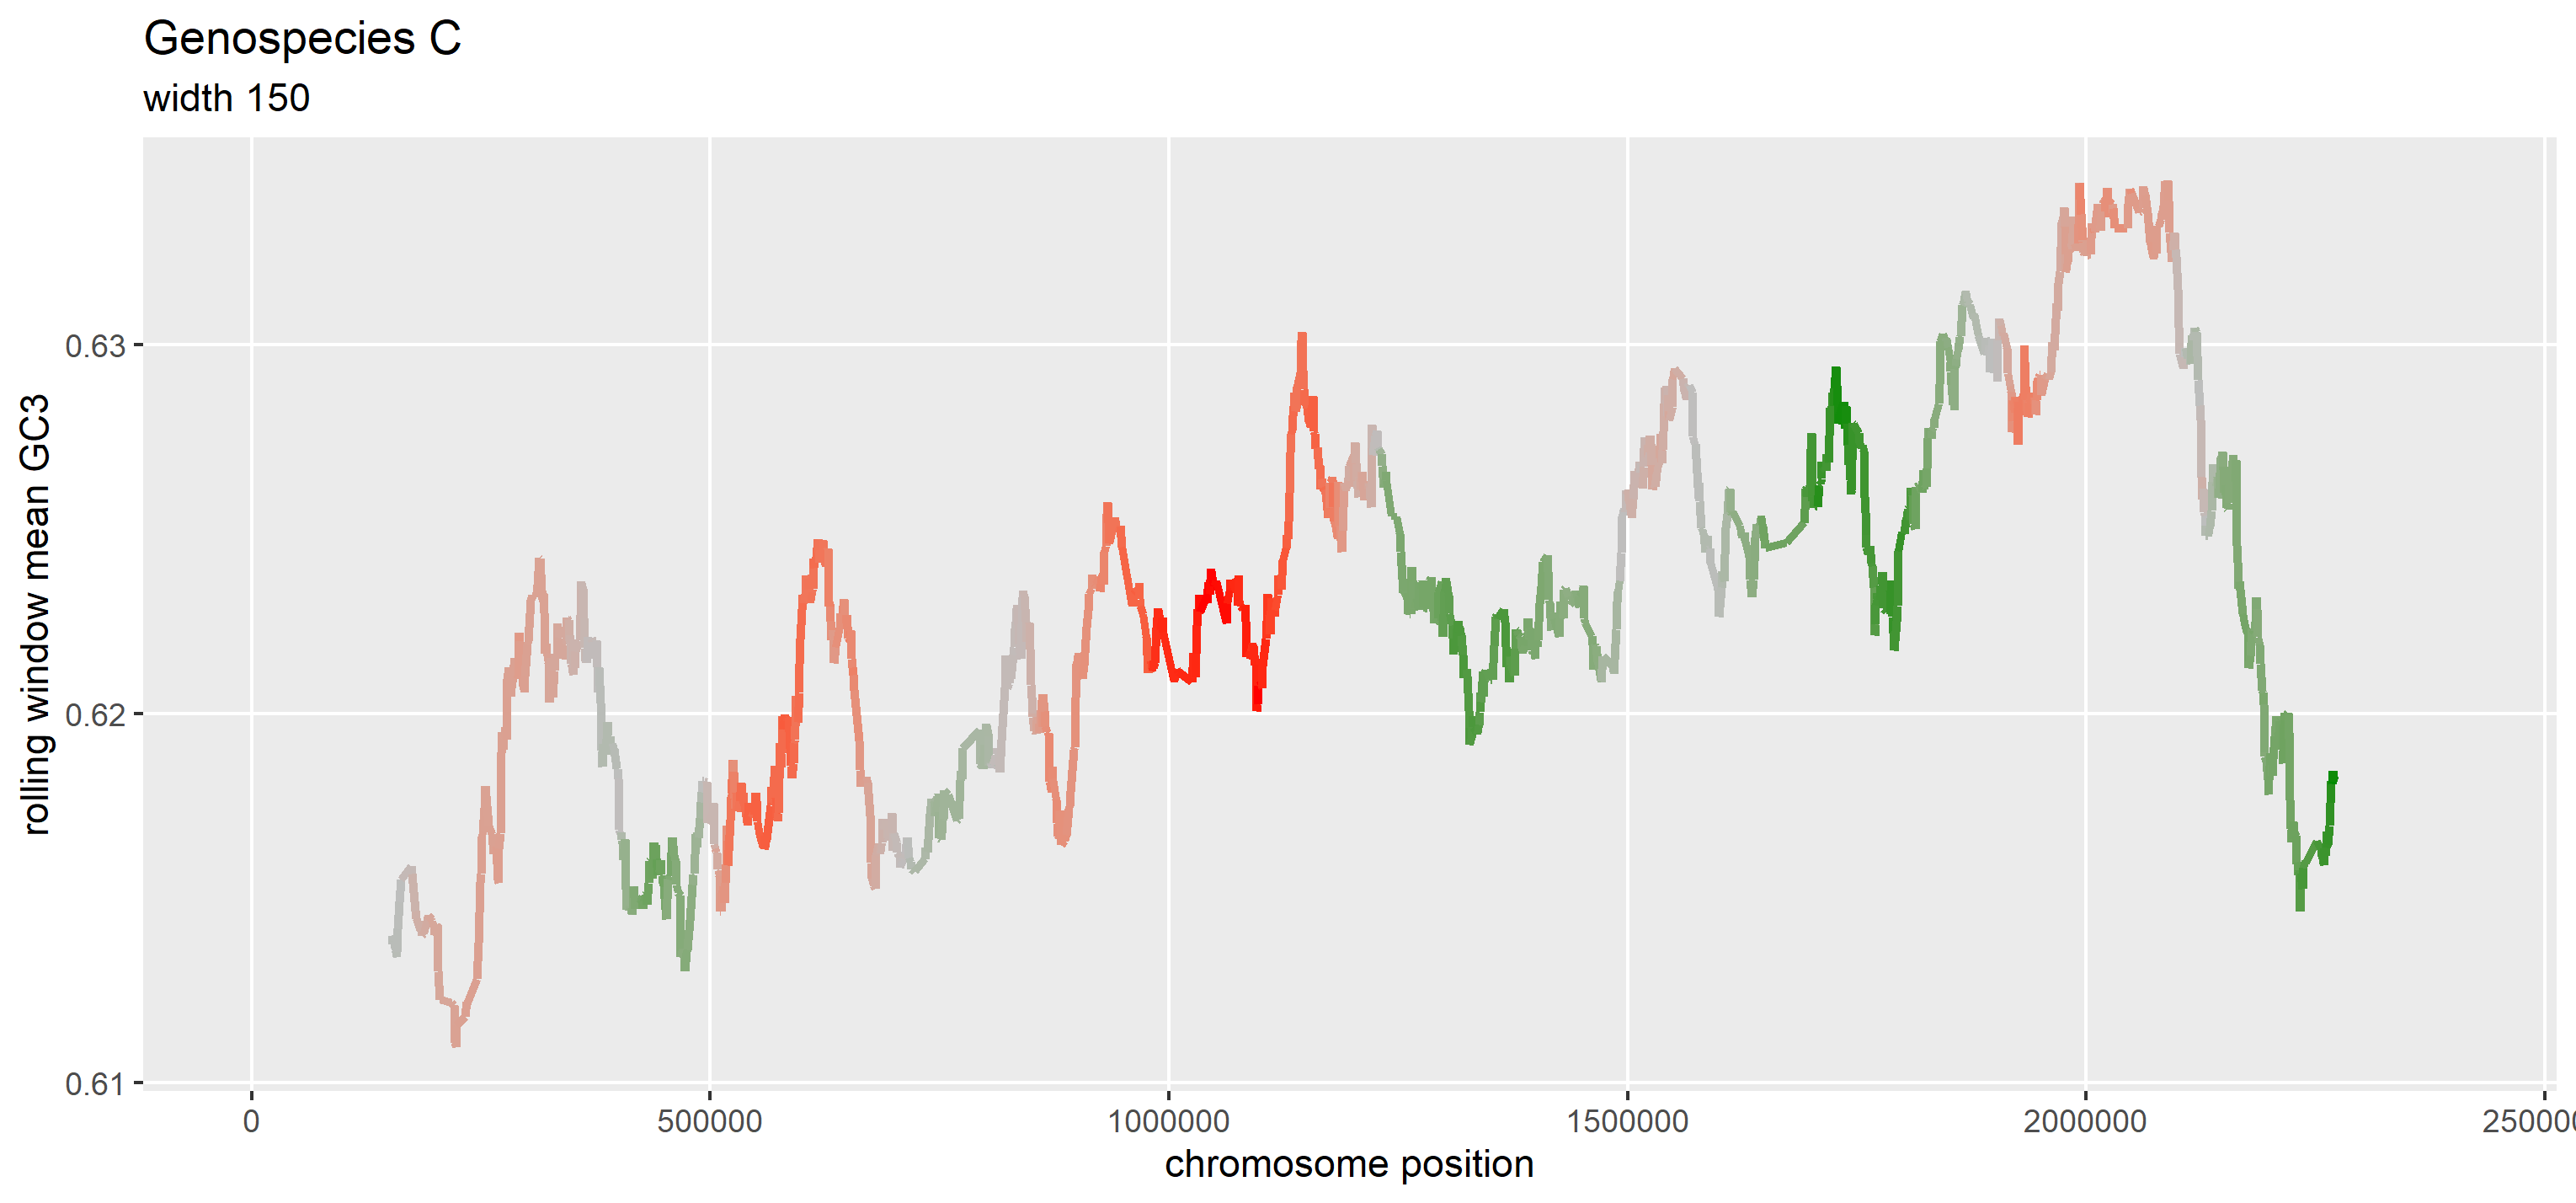 Genospecies C
width 150
rolling window mean GC3
0.63
0.62
0.61
0 500000 1000000 1500000 2000000 250000
chromosome position